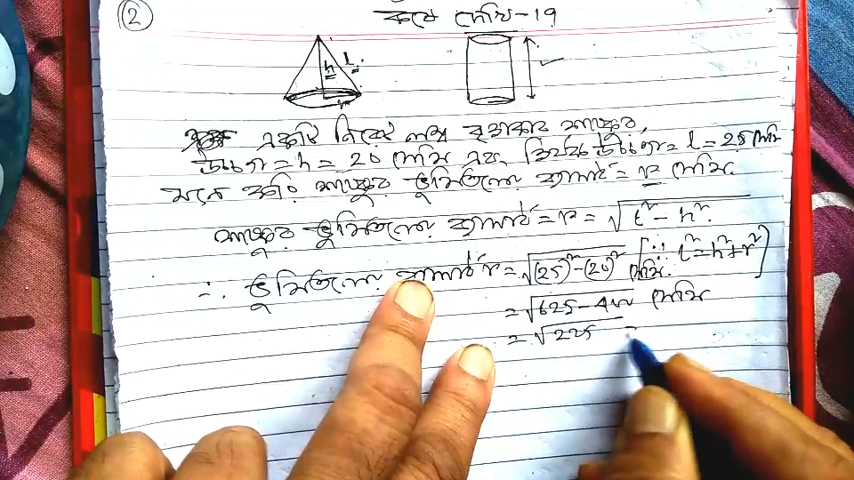 ② কষে দেখি-19
h l
r
একটি নিরেট লম্ব বৃত্তাকার শঙ্কুর
উচ্চতা = h = 20 সেমি এবং তির্যক উচ্চতা = l = 25 সেমি
মনে করি শঙ্কুর ভূমিতলের ব্যাসার্ধ = r সেমি.
শঙ্কুর ভূমিতলের ব্যাসার্ধ = r = √l² - h².
∴ ভূমিতলের ব্যাসার্ধ r = √(25)² - (20)² সেমি. [∵ l² = h² + r²]
= √625 - 400 সেমি
= √225